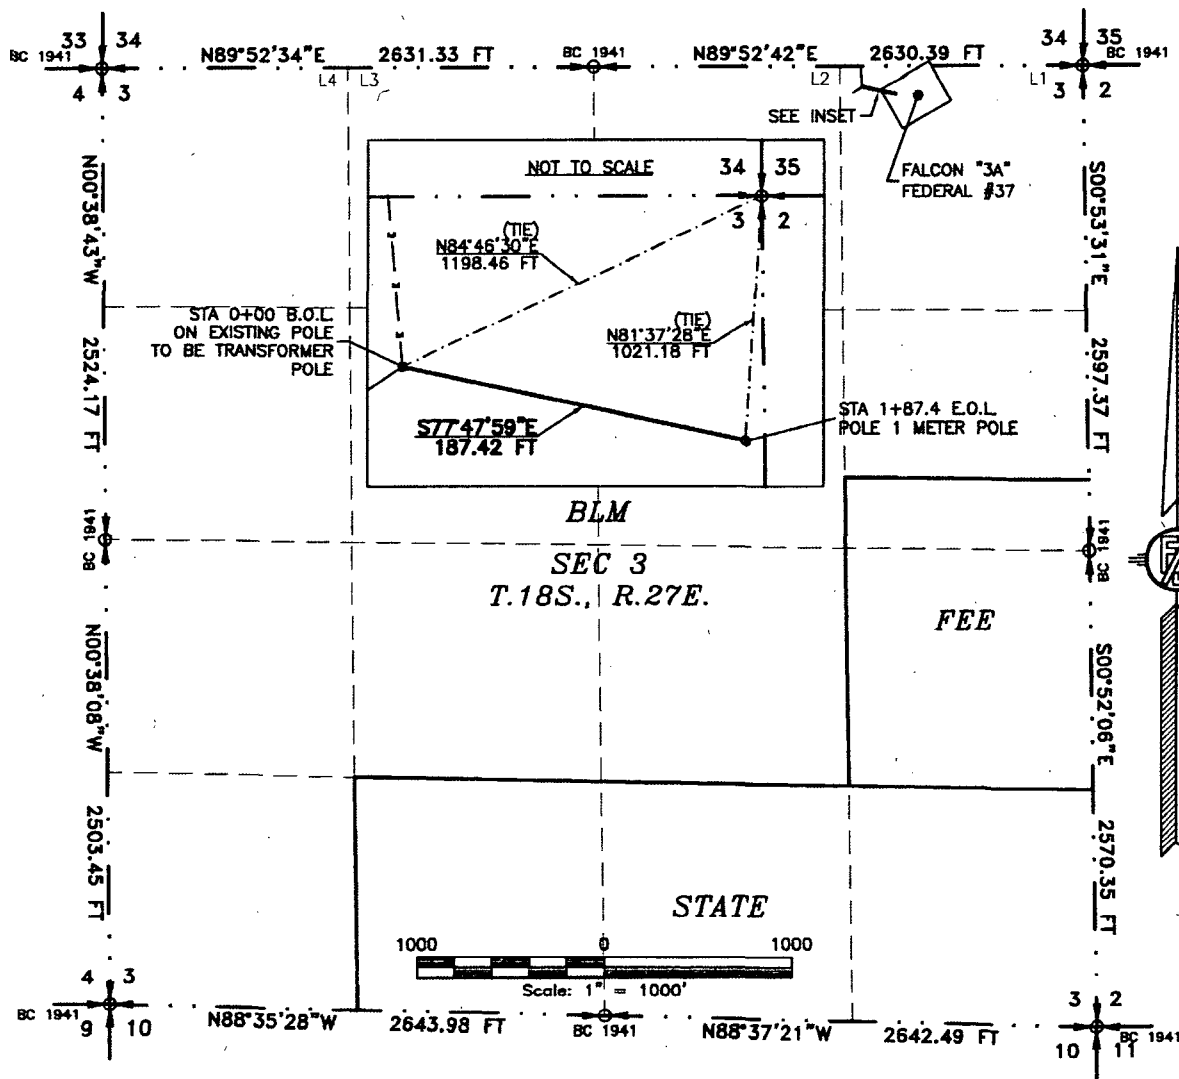 33 34
BC 1941
4 3
N89°52'34"E 2631.33 FT
L4 L3
BC 1941
N89°52'42"E 2630.39 FT
L2
L1
34 35
BC 1941
3 2
SEE INSET
FALCON "3A"
FEDERAL #37
NOT TO SCALE
34 35
3 2
(TIE)
N84°46'30"E
1198.46 FT
(TIE)
N81°37'28"E
1021.18 FT
STA 0+00 B.O.L.
ON EXISTING POLE
TO BE TRANSFORMER
POLE
S77°47'59"E
187.42 FT
STA 1+87.4 E.O.L.
POLE 1 METER POLE
N00°38'43"W
2524.17 FT
S00°53'31"E
2597.37 FT
BC 1941
BC 1941
BLM
SEC 3
T.18S., R.27E.
FEE
N00°38'08"W
2503.45 FT
S00°52'06"E
2570.35 FT
STATE
1000 0 1000
Scale: 1" = 1000'
4 3
BC 1941
9 10
N88°35'28"W 2643.98 FT
BC 1941
N88°37'21"W 2642.49 FT
3 2
BC 1941
10 11